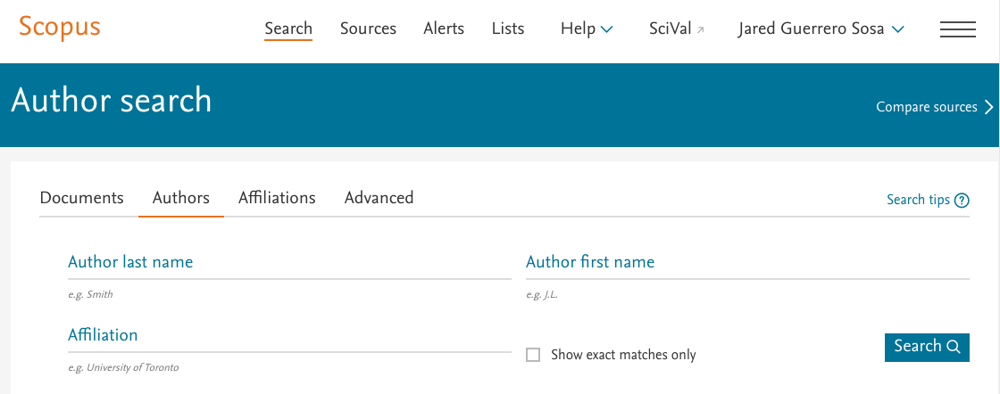 Scopus
Search Sources Alerts Lists Help SciVal Jared Guerrero Sosa
Author search
Compare sources
Documents Authors Affiliations Advanced
Search tips ?
Author last name
Author first name
e.g. Smith
e.g. J.L.
Affiliation
Show exact matches only
Search
e.g. University of Toronto